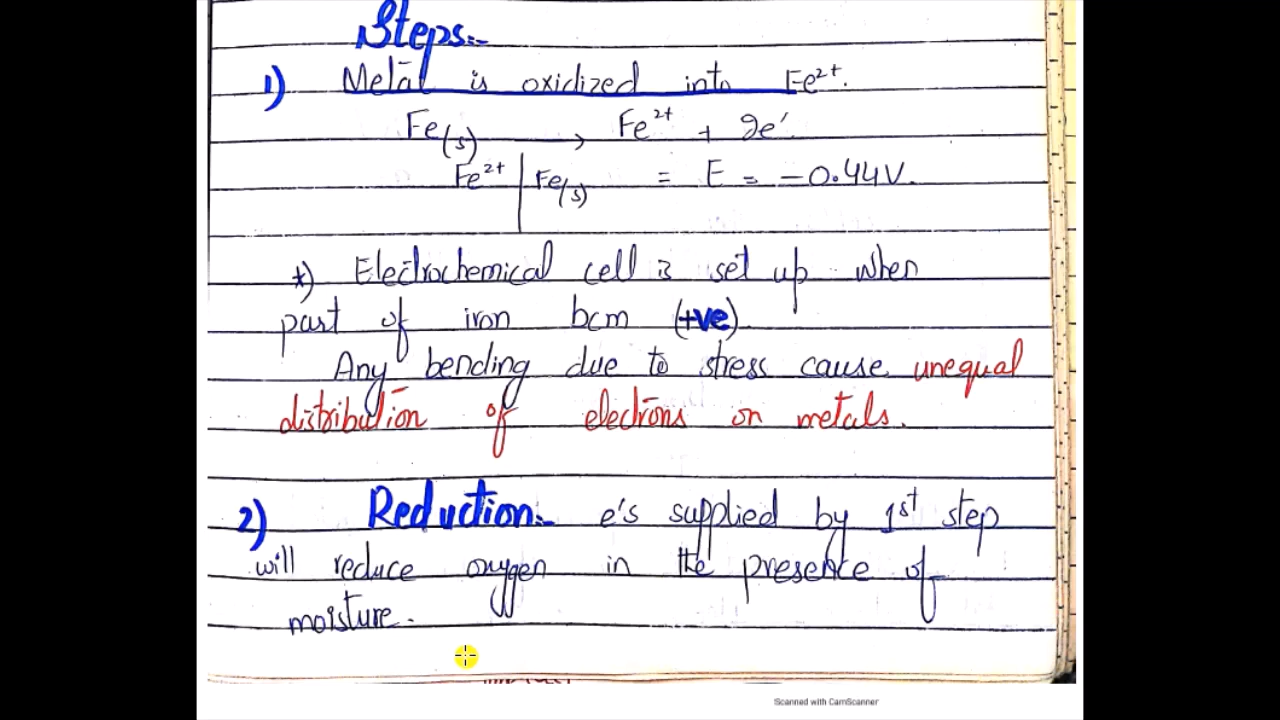 Steps:-
1) Metal is oxidized into Fe²⁺.
Fe(s) → Fe²⁺ + 2e'
Fe²⁺ | Fe(s) = E = -0.44V.
*) Electrochemical cell is set up when
part of iron bcm (+ve).
Any bending due to stress cause unequal
distribution of electrons on metals.
2) Reduction:- e's supplied by 1st step
will reduce oxygen in the presence of
moisture.
Scanned with CamScanner